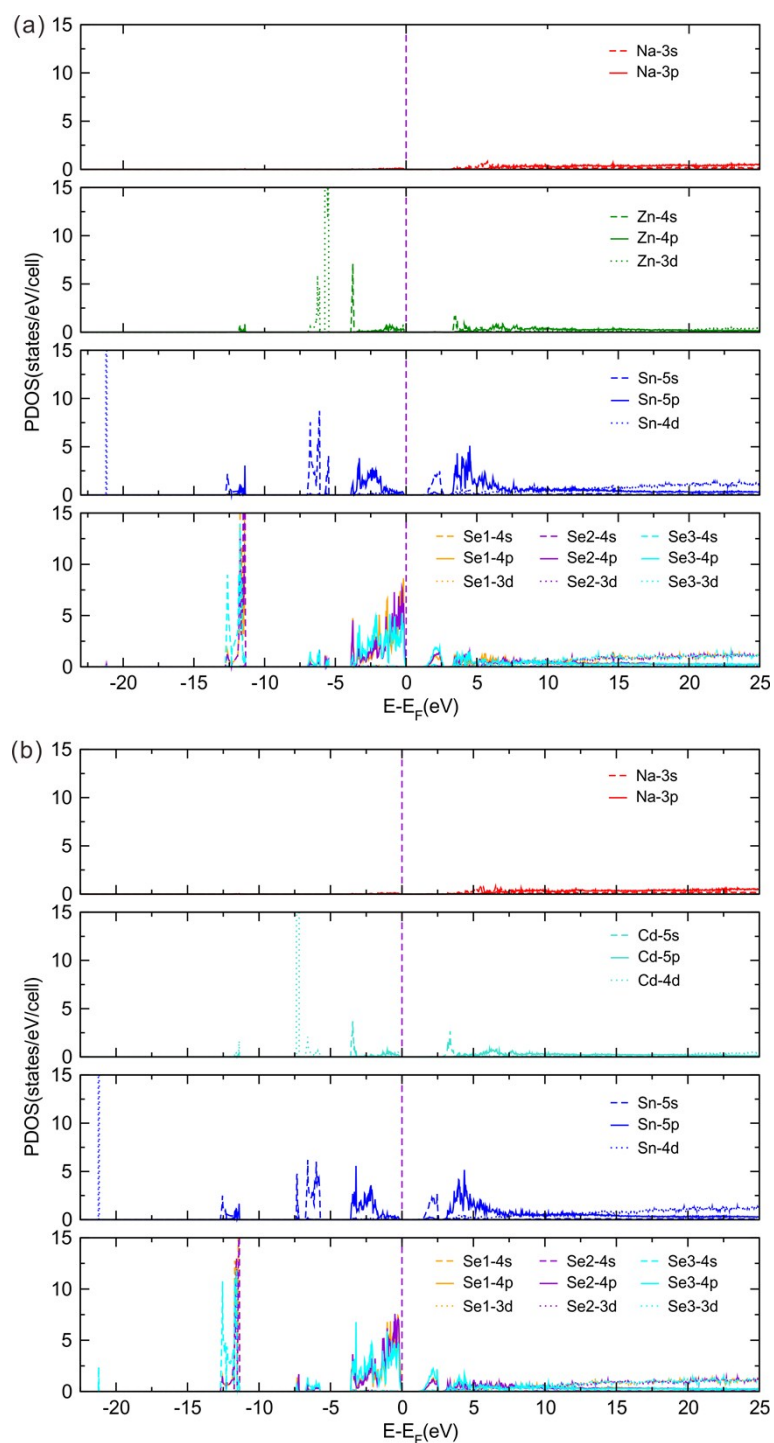 (a)
15
10
5
0
Na-3s
Na-3p
15
10
5
0
Zn-4s
Zn-4p
Zn-3d
15
10
5
0
Sn-5s
Sn-5p
Sn-4d
15
10
5
0
Se1-4s Se2-4s Se3-4s
Se1-4p Se2-4p Se3-4p
Se1-3d Se2-3d Se3-3d
PDOS(states/eV/cell)
-20 -15 -10 -5 0 5 10 15 20 25
E-EF(eV)
(b)
15
10
5
0
Na-3s
Na-3p
15
10
5
0
Cd-5s
Cd-5p
Cd-4d
15
10
5
0
Sn-5s
Sn-5p
Sn-4d
15
10
5
0
Se1-4s Se2-4s Se3-4s
Se1-4p Se2-4p Se3-4p
Se1-3d Se2-3d Se3-3d
PDOS(states/eV/cell)
-20 -15 -10 -5 0 5 10 15 20 25
E-EF(eV)